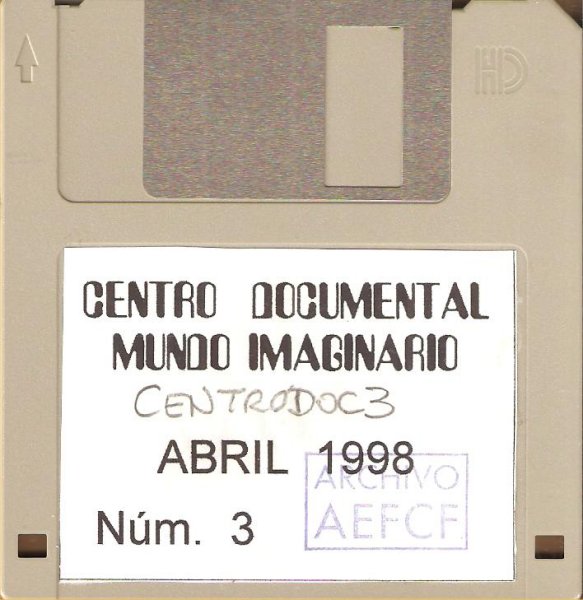 HD
CENTRO DOCUMENTAL
MUNDO IMAGINARIO
CENTRODOC3
ABRIL 1998
ARCHIVO
AEFCF
Núm. 3